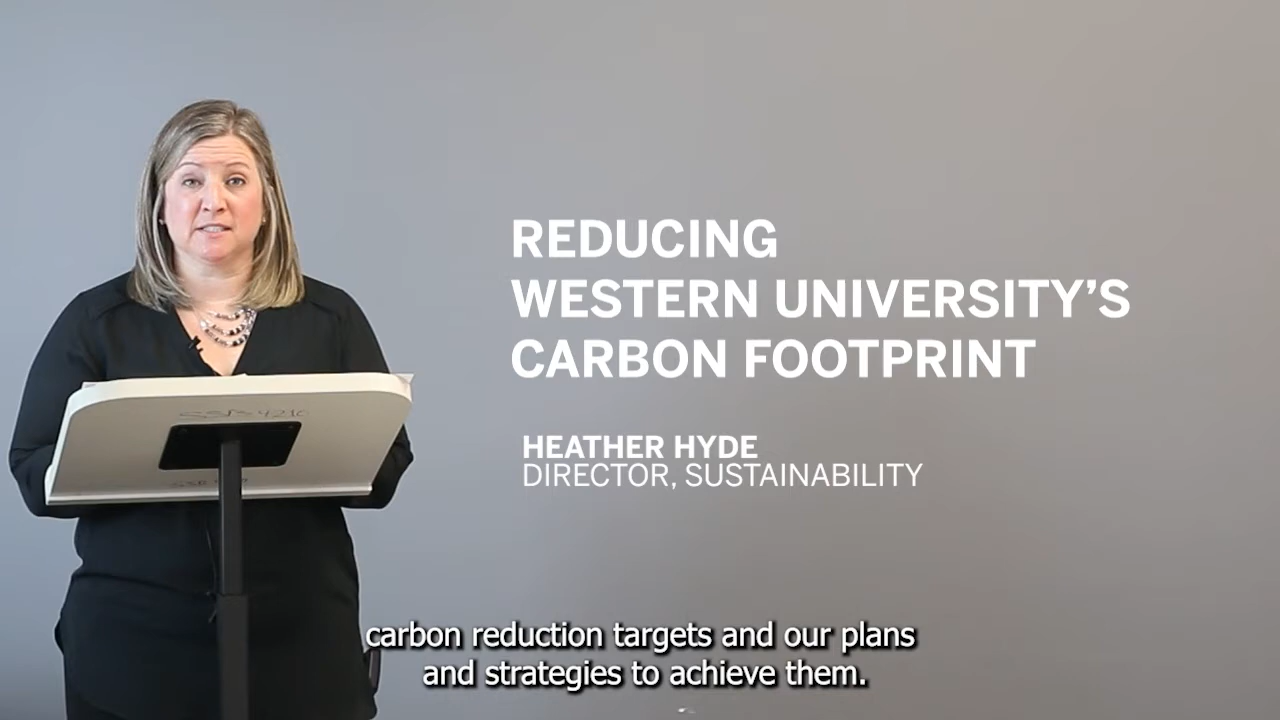 REDUCING
WESTERN UNIVERSITY’S
CARBON FOOTPRINT
HEATHER HYDE
DIRECTOR, SUSTAINABILITY
carbon reduction targets and our plans
and strategies to achieve them.